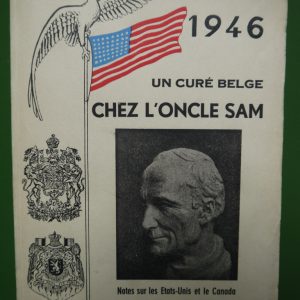 1946
UN CURÉ BELGE
CHEZ L'ONCLE SAM
Notes sur les Etats-Unis et le Canada